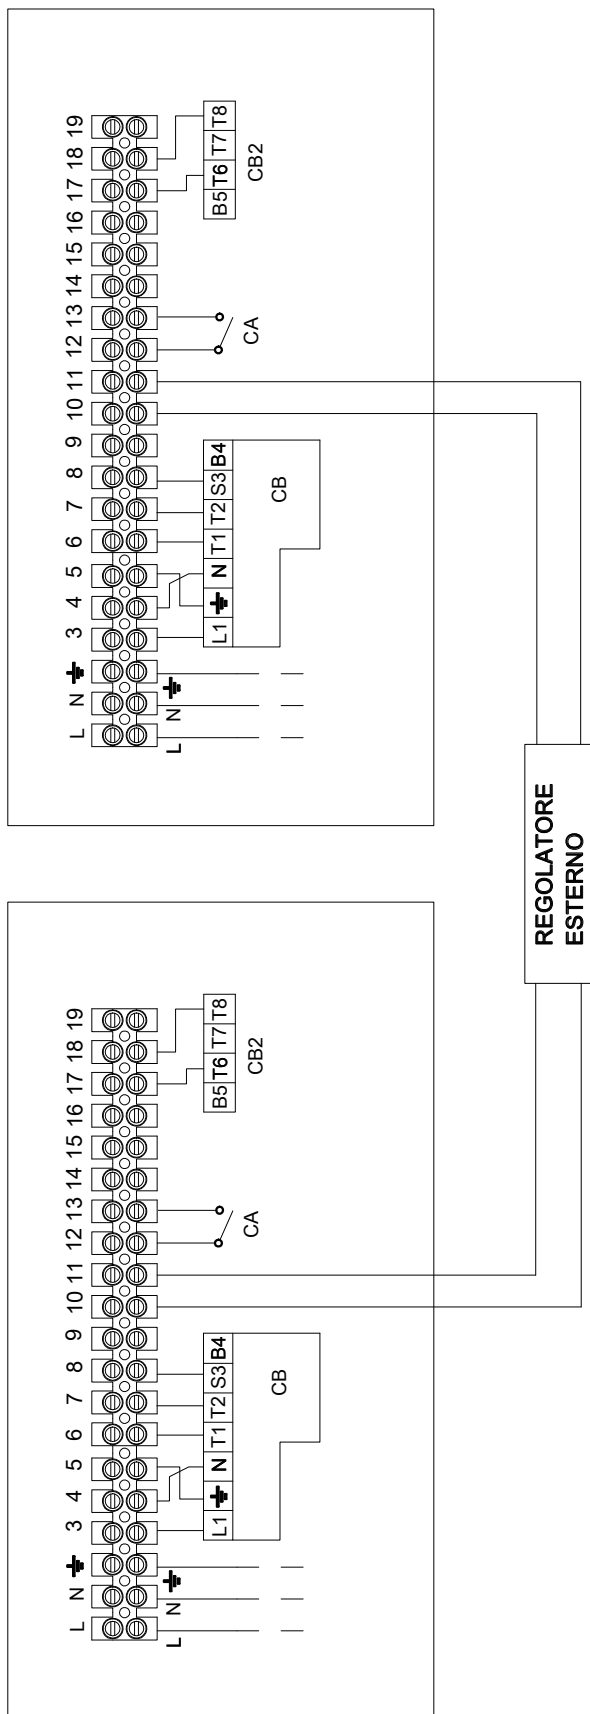 L N ⏚ 3 4 5 6 7 8 9 10 11 12 13 14 15 16 17 18 19
L N ⏚
L1 ⏚ N T1 T2 S3 B4
CB
CA
B5 T6 T7 T8
CB2
L N ⏚ 3 4 5 6 7 8 9 10 11 12 13 14 15 16 17 18 19
L N ⏚
L1 ⏚ N T1 T2 S3 B4
CB
CA
B5 T6 T7 T8
CB2
REGOLATORE
ESTERNO